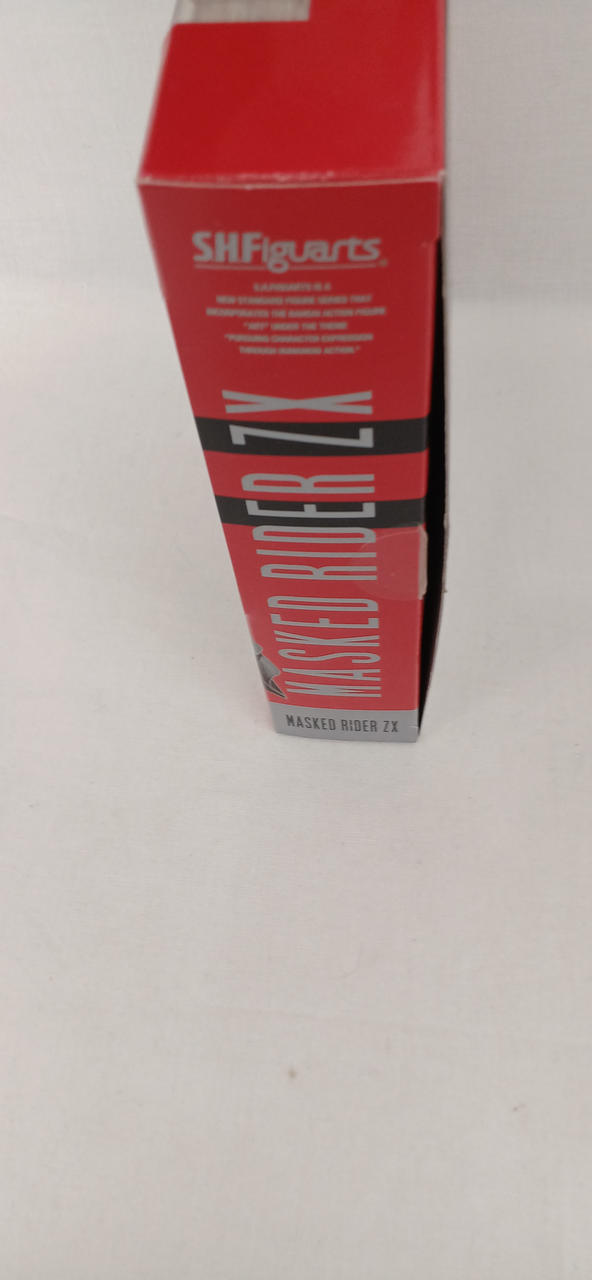 S.H.Figuarts
S.H.FIGUARTS IS A
NEW STANDARD FIGURE SERIES THAT
INCORPORATES THE BANDAI ACTION FIGURE
"ART" UNDER THE THEME
"PURSUING CHARACTER EXPRESSION
THROUGH HUMANOID ACTION."
MASKED RIDER ZX
MASKED RIDER ZX